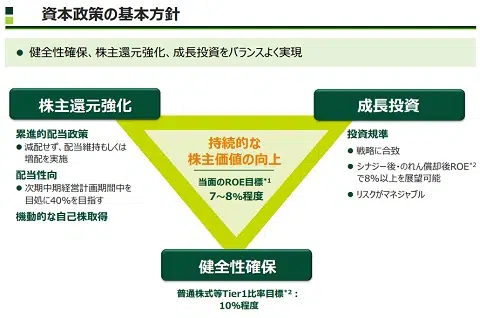 資本政策の基本方針
● 健全性確保、株主還元強化、成長投資をバランスよく実現
株主還元強化
累進的配当政策
● 減配せず、配当維持もしくは
増配を実施
配当性向
● 次期中期経営計画期間中を
目処に40%を目指す
機動的な自己株取得
持続的な
株主価値の向上
当面のROE目標*1
7~8%程度
成長投資
投資規準
● 戦略に合致
● シナジー後・のれん償却後ROE*2
で8%以上を展望可能
● リスクがマネジャブル
健全性確保
普通株式等Tier1比率目標*2:
10%程度